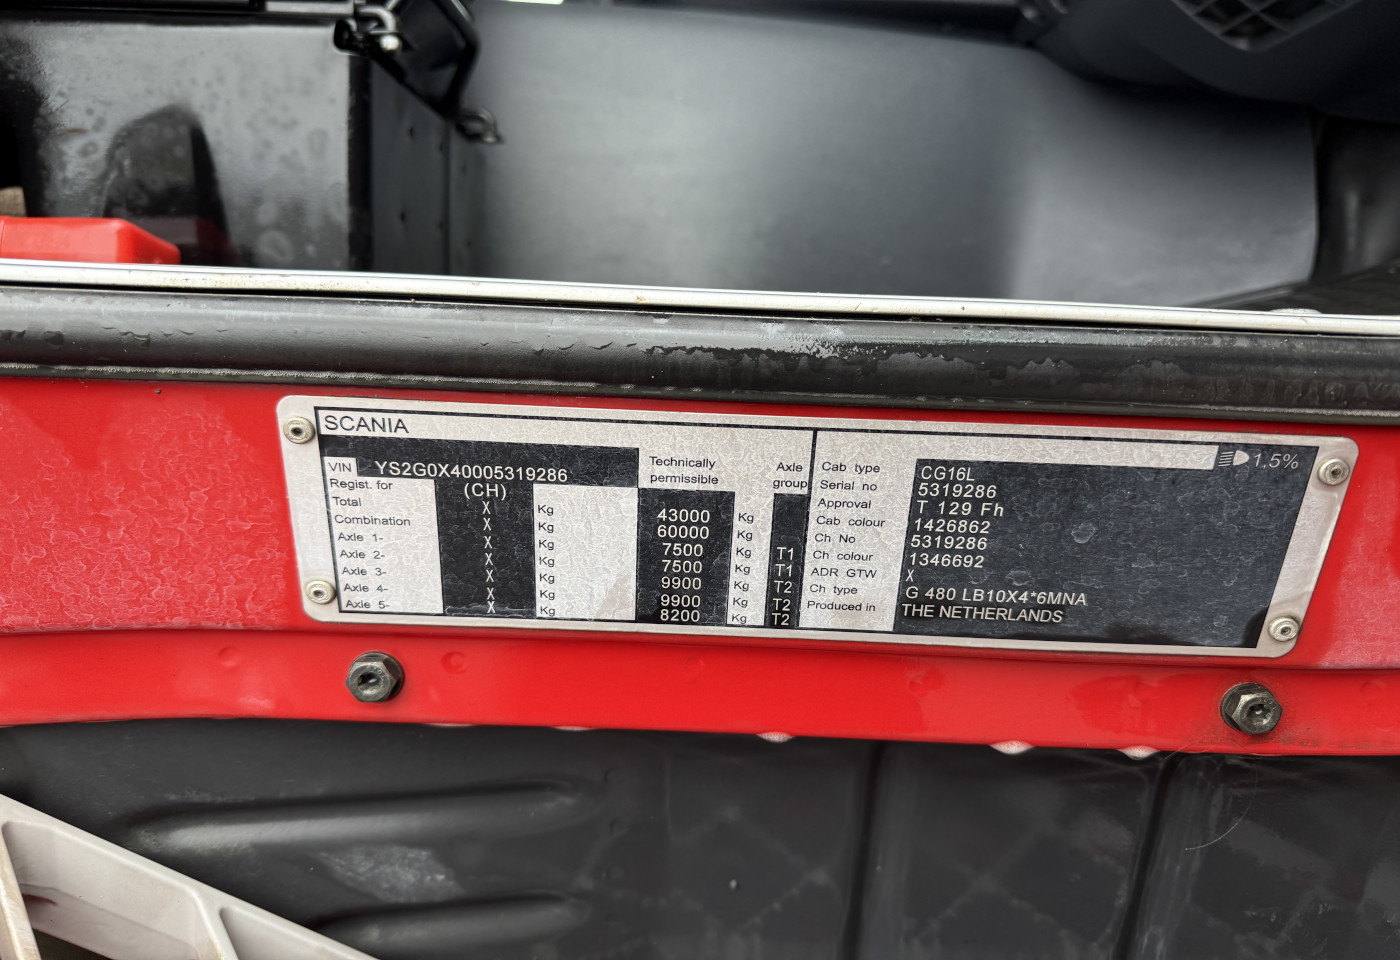 SCANIA
VIN YS2G0X40005319286
Regist. for (CH)
Total X Kg 43000 Kg
Combination X Kg 60000 Kg
Axle 1- X Kg 7500 Kg T1
Axle 2- X Kg 7500 Kg T1
Axle 3- X Kg 9900 Kg T2
Axle 4- X Kg 9900 Kg T2
Axle 5- X Kg 8200 Kg T2
Technically permissible
Axle group
1,5%
Cab type CG16L
Serial no 5319286
Approval T 129 Fh
Cab colour 1426862
Ch No 5319286
Ch colour 1346692
ADR GTW X
Ch type G 480 LB10X4*6MNA
Produced in THE NETHERLANDS